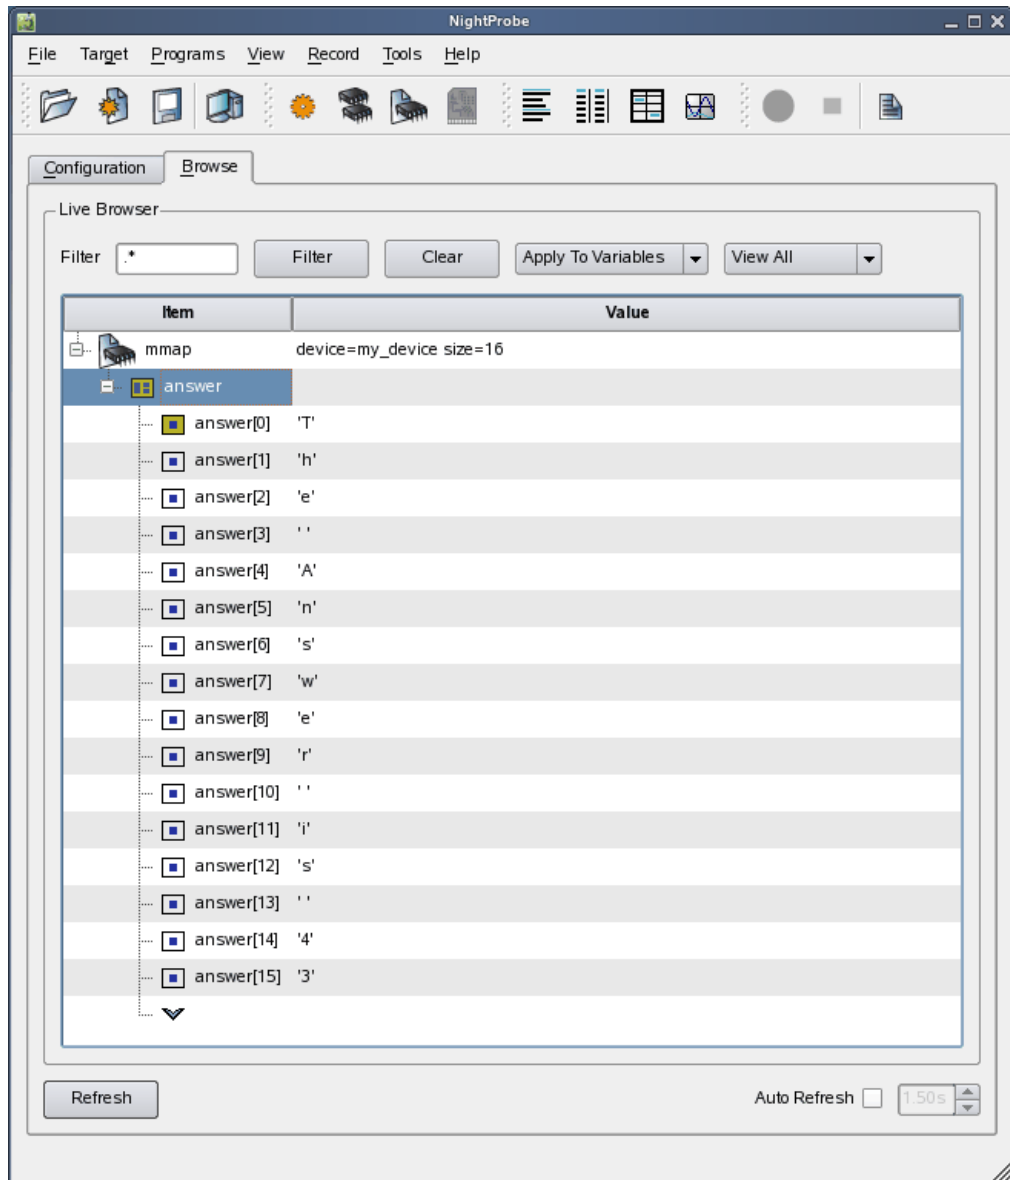 NightProbe
File Target Programs View Record Tools Help
Configuration Browse
Live Browser
Filter .* Filter Clear Apply To Variables View All
Item Value
mmap device=my_device size=16
answer
answer[0] 'T'
answer[1] 'h'
answer[2] 'e'
answer[3] ' '
answer[4] 'A'
answer[5] 'n'
answer[6] 's'
answer[7] 'w'
answer[8] 'e'
answer[9] 'r'
answer[10] ' '
answer[11] 'i'
answer[12] 's'
answer[13] ' '
answer[14] '4'
answer[15] '3'
Refresh Auto Refresh 1.50s